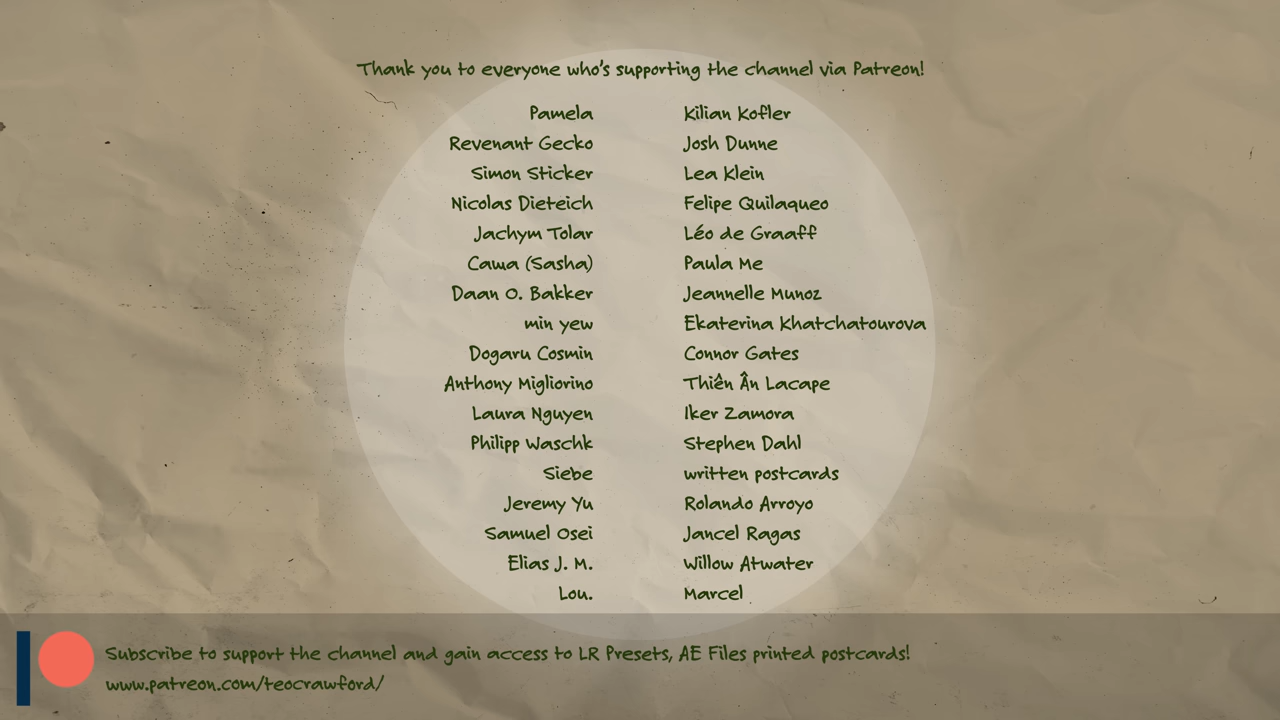 Thank you to everyone who's supporting the channel via Patreon!
Pamela
Revenant Gecko
Simon Sticker
Nicolas Dieteich
Jachym Tolar
Cawa (Sasha)
Daan O. Bakker
min yew
Dogaru Cosmin
Anthony Migliorino
Laura Nguyen
Philipp Waschk
Siebe
Jeremy Yu
Samuel Osei
Elias J. M.
Lou.
Kilian Kofler
Josh Dunne
Lea Klein
Felipe Quilaqueo
Léo de Graaff
Paula Me
Jeannelle Munoz
Ekaterina Khatchatourova
Connor Gates
Thiên Ân Lacape
Iker Zamora
Stephen Dahl
written postcards
Rolando Arroyo
Jancel Ragas
Willow Atwater
Marcel
Subscribe to support the channel and gain access to LR Presets, AE Files printed postcards!
www.patreon.com/teocrawford/